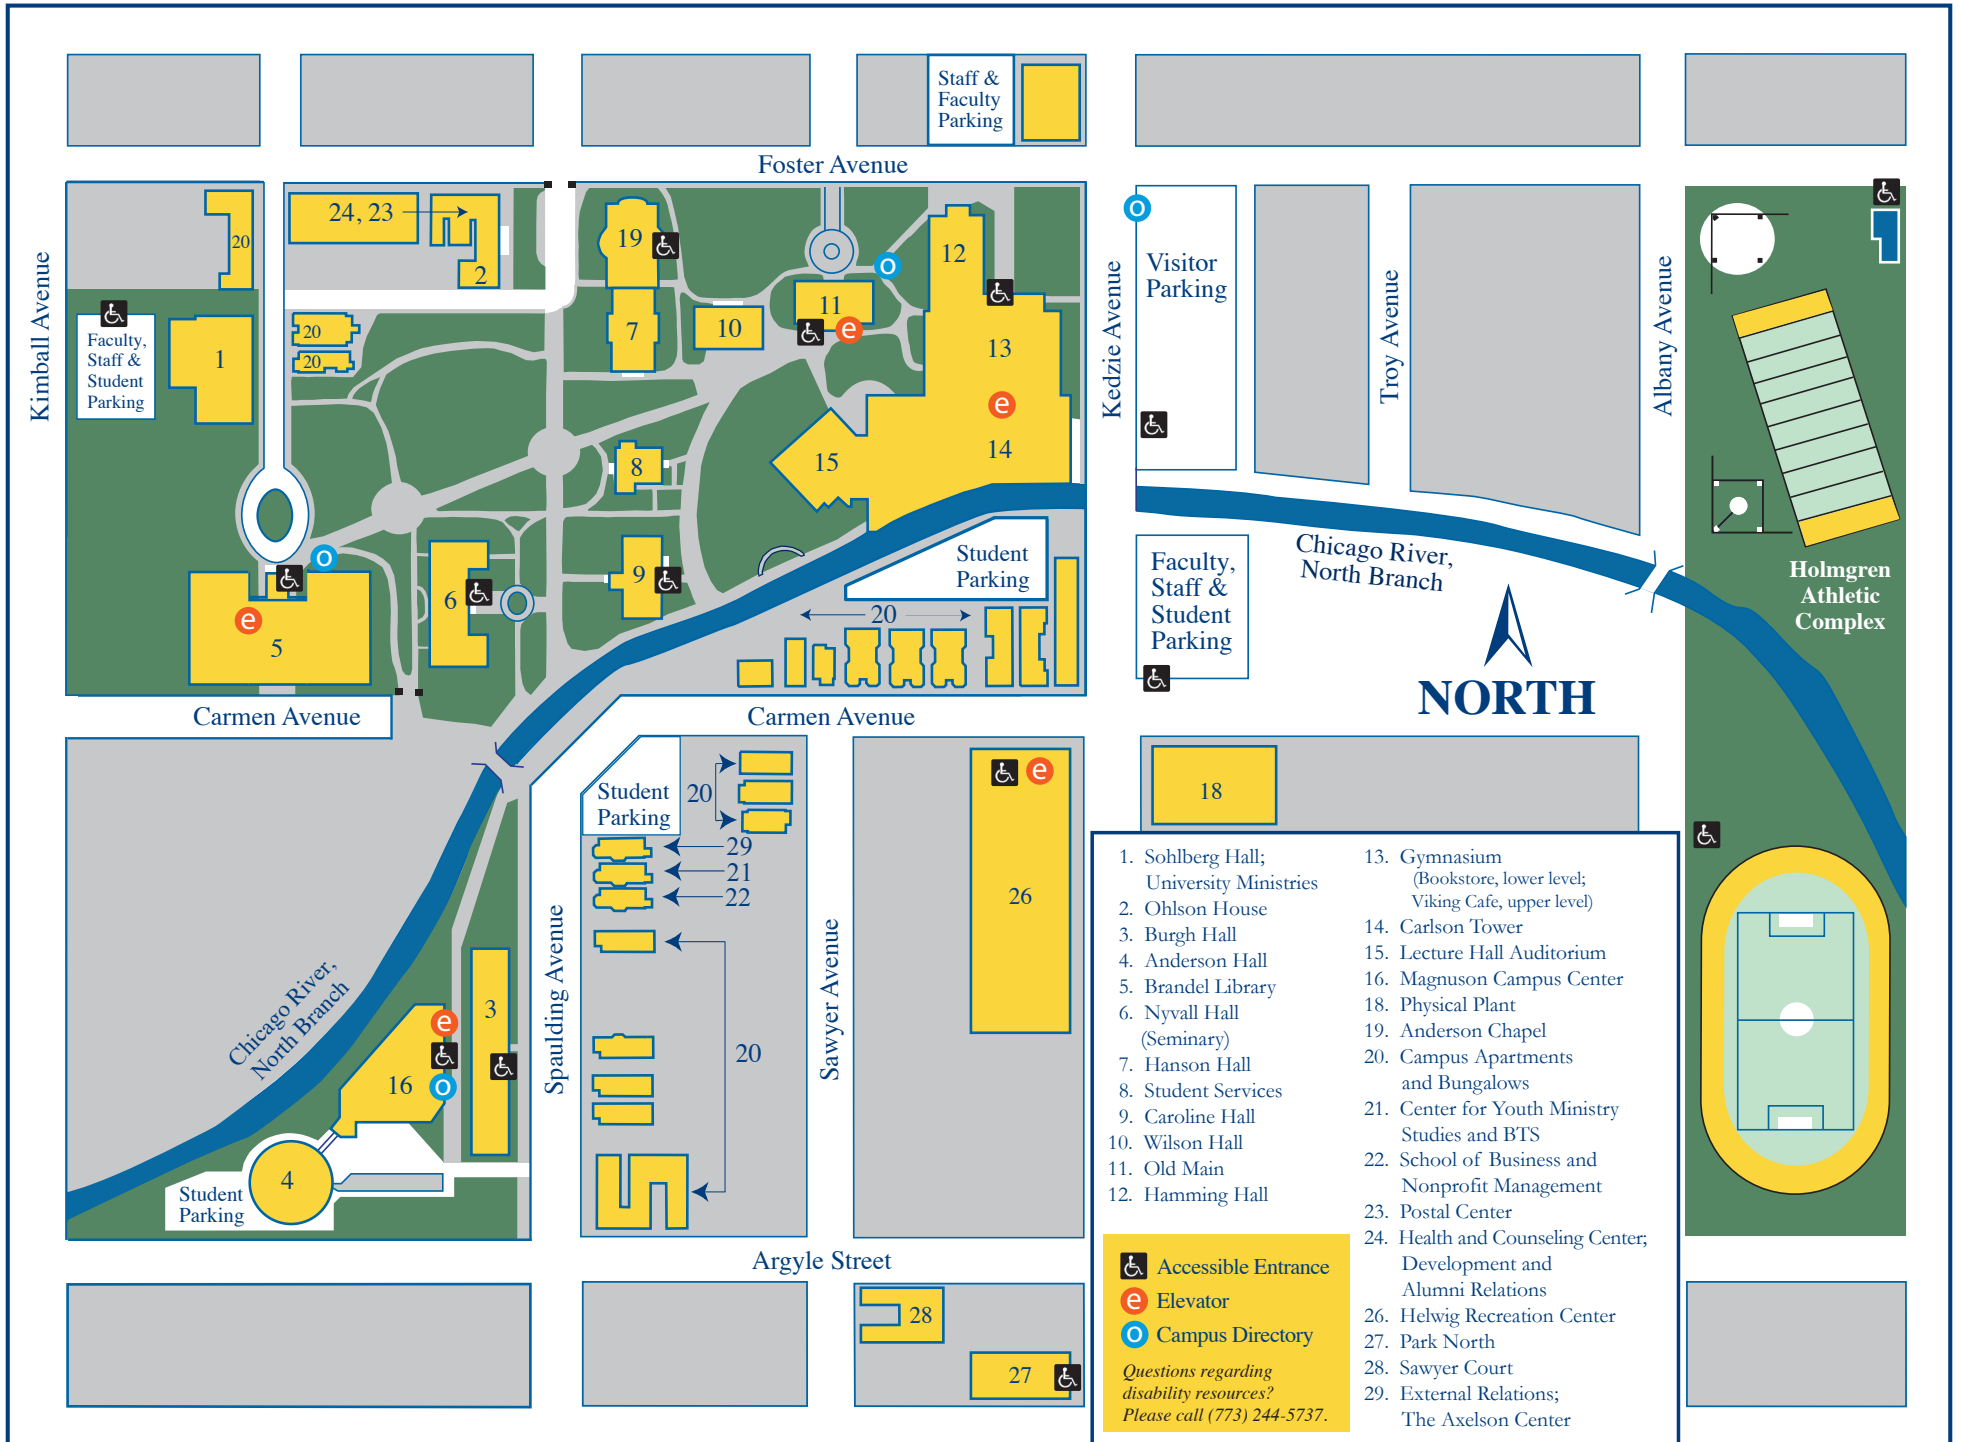 Staff &
Faculty
Parking
Foster Avenue
Kimball Avenue
20
24, 23
2
19
12
11
e
o
o
Visitor
Parking
Kedzie Avenue
Troy Avenue
Albany Avenue
Faculty,
Staff &
Student
Parking
1
20
20
7
10
13
e
14
15
8
o
e
5
6
9
Student
Parking
20
Faculty,
Staff &
Student
Parking
Chicago River,
North Branch
NORTH
Holmgren
Athletic
Complex
Carmen Avenue
Carmen Avenue
Student
Parking
20
29
21
22
20
e
26
18
Spaulding Avenue
Sawyer Avenue
Chicago River,
North Branch
e
o
16
3
4
Student
Parking
Argyle Street
28
27
1. Sohlberg Hall;
University Ministries
2. Ohlson House
3. Burgh Hall
4. Anderson Hall
5. Brandel Library
6. Nyvall Hall
(Seminary)
7. Hanson Hall
8. Student Services
9. Caroline Hall
10. Wilson Hall
11. Old Main
12. Hamming Hall
13. Gymnasium
(Bookstore, lower level;
Viking Cafe, upper level)
14. Carlson Tower
15. Lecture Hall Auditorium
16. Magnuson Campus Center
18. Physical Plant
19. Anderson Chapel
20. Campus Apartments
and Bungalows
21. Center for Youth Ministry
Studies and BTS
22. School of Business and
Nonprofit Management
23. Postal Center
24. Health and Counseling Center;
Development and
Alumni Relations
26. Helwig Recreation Center
27. Park North
28. Sawyer Court
29. External Relations;
The Axelson Center
Accessible Entrance
e Elevator
o Campus Directory
Questions regarding
disability resources?
Please call (773) 244-5737.